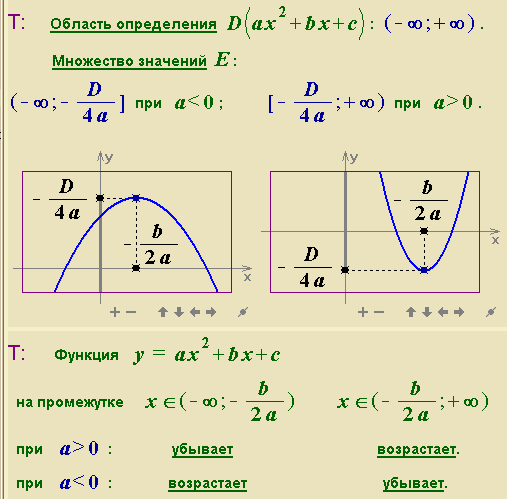 T: Область определения D(ax²+bx+c): (-∞;+∞).
Множество значений E:
(-∞;-D/4a] при a<0; [-D/4a;+∞) при a>0.
y y
-D/4a -b/2a x -b/2a x -D/4a
T: Функция y = ax²+bx+c
на промежутке x∈(-∞;-b/2a) x∈(-b/2a;+∞)
при a>0 : убывает возрастает.
при a<0 : возрастает убывает.